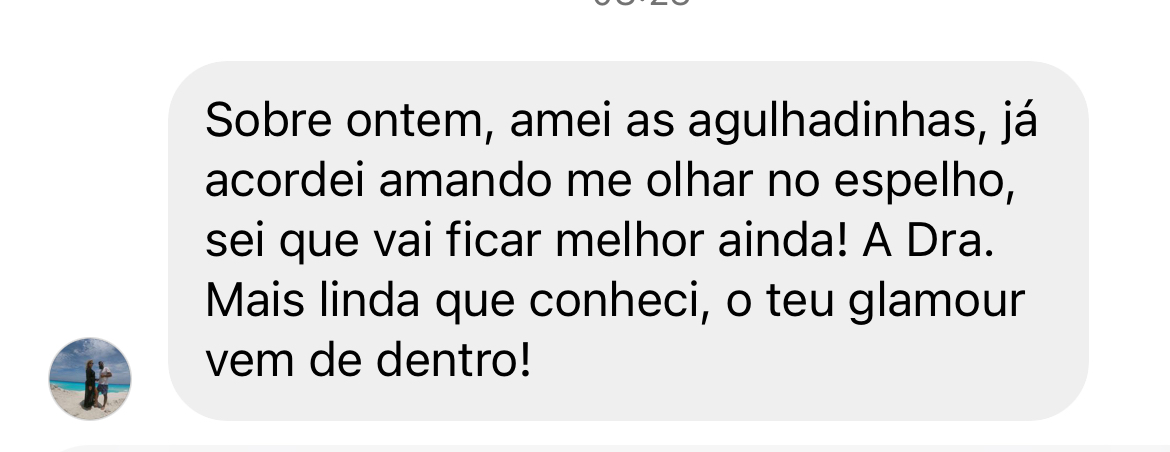 Sobre ontem, amei as agulhadinhas, já
acordei amando me olhar no espelho,
sei que vai ficar melhor ainda! A Dra.
Mais linda que conheci, o teu glamour
vem de dentro!